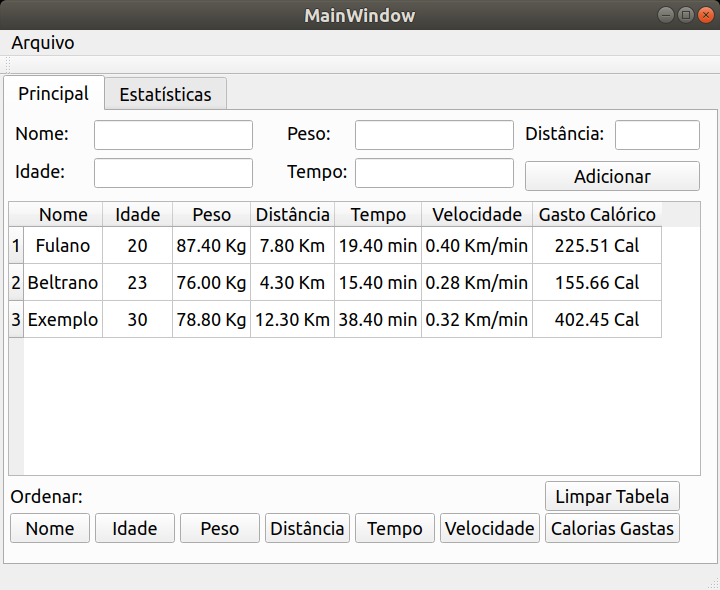 MainWindow
Arquivo
Principal Estatísticas
Nome: Peso: Distância:
Idade: Tempo: Adicionar
Nome Idade Peso Distância Tempo Velocidade Gasto Calórico
1 Fulano 20 87.40 Kg 7.80 Km 19.40 min 0.40 Km/min 225.51 Cal
2 Beltrano 23 76.00 Kg 4.30 Km 15.40 min 0.28 Km/min 155.66 Cal
3 Exemplo 30 78.80 Kg 12.30 Km 38.40 min 0.32 Km/min 402.45 Cal
Ordenar: Limpar Tabela
Nome Idade Peso Distância Tempo Velocidade Calorias Gastas